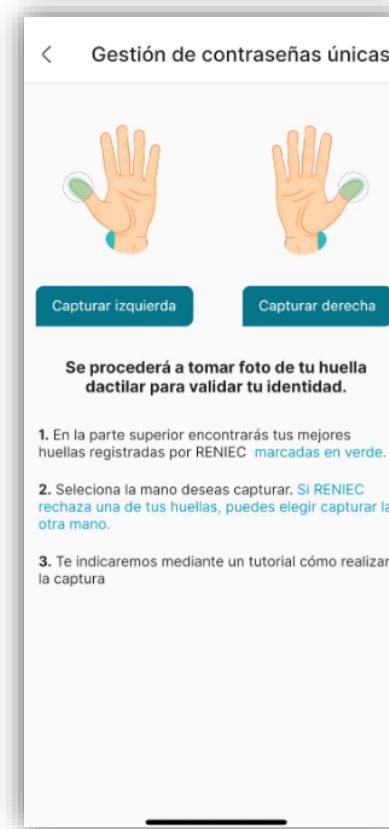 Gestión de contraseñas únicas
Capturar izquierda
Capturar derecha
Se procederá a tomar foto de tu huella
dactilar para validar tu identidad.
1. En la parte superior encontrarás tus mejores
huellas registradas por RENIEC marcadas en verde.
2. Seleciona la mano deseas capturar. Si RENIEC
rechaza una de tus huellas, puedes elegir capturar la
otra mano.
3. Te indicaremos mediante un tutorial cómo realizar
la captura